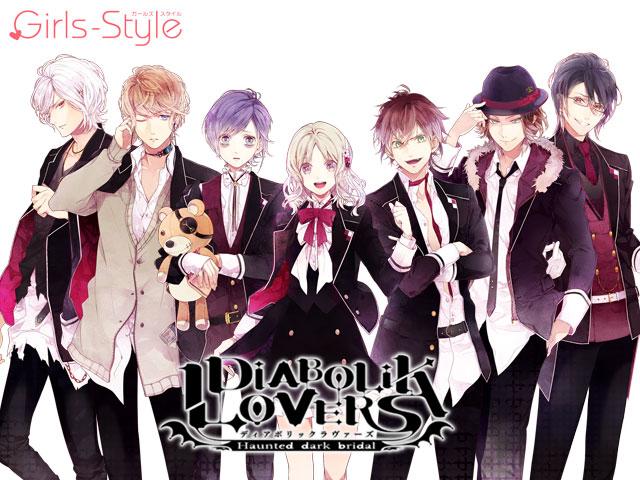 ガールズ スタイル
Girls-Style
DIABOLIK
LOVERS
ディアボリックラヴァーズ
Haunted dark bridal